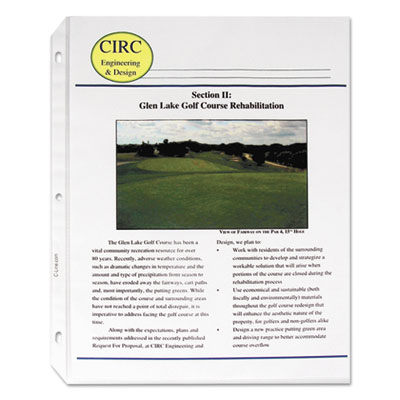 CIRC
Engineering
& Design
Section II:
Glen Lake Golf Course Rehabilitation
VIEW OF FAIRWAY ON THE PAR 4, 15th HOLE
The Glen Lake Golf Course has been a
vital community recreation resource for over
80 years. Recently, adverse weather conditions,
such as dramatic changes in temperature and the
amount and type of precipitation from season to
season, have eroded away the fairways, cart paths
and, most importantly, the putting greens. While
the condition of the course and surrounding areas
have not reached a point of total disrepair, it is
imperative to address facing the golf course at this
time.
Along with the expectations, plans and
requirements addressed in the recently published
Request For Proposal, at CIRC Engineering and
Design, we plan to:
• Work with residents of the surrounding
communities to develop and strategize a
workable solution that will arise when
portions of the course are closed during the
rehabilitation process
• Use economical and sustainable (both
fiscally and environmentally) materials
throughout the golf course redesign that
will enhance the aesthetic nature of the
property, for golfers and non-golfers alike
• Design a new practice putting green area
and driving range to better accommodate
course overflow